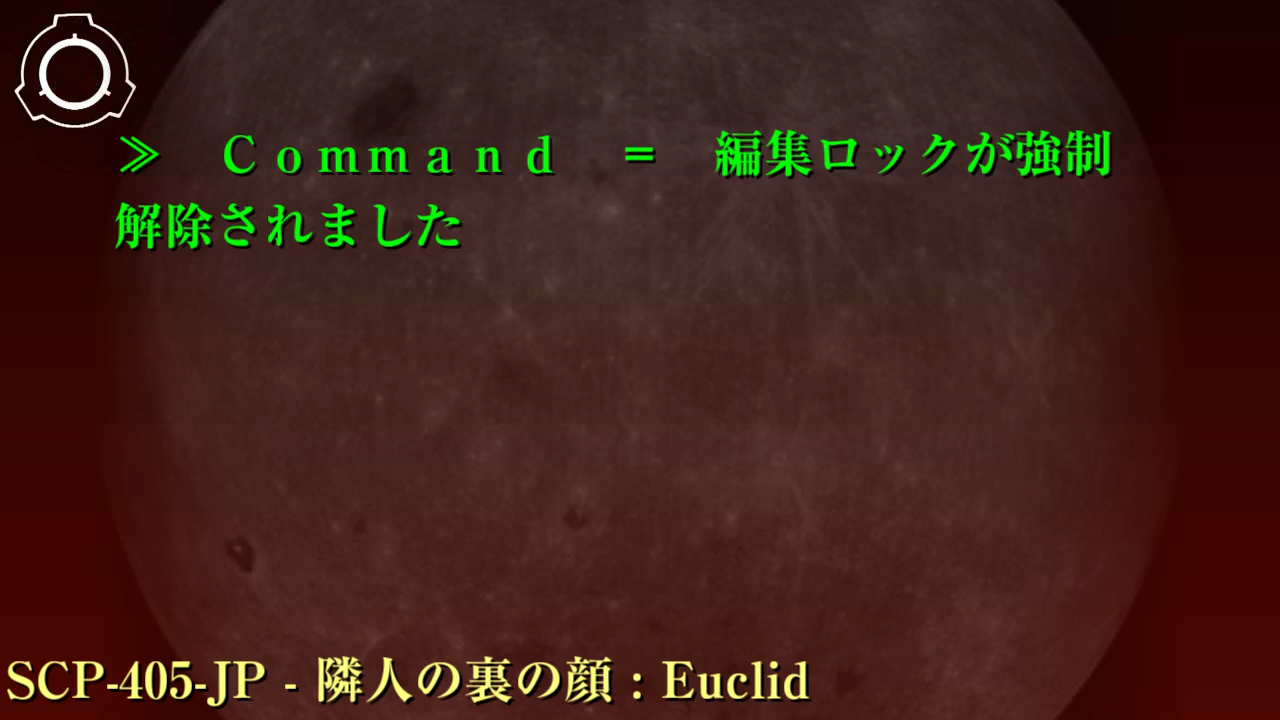 ≫ Ｃｏｍｍａｎｄ ＝ 編集ロックが強制
解除されました
SCP-405-JP - 隣人の裏の顔 : Euclid